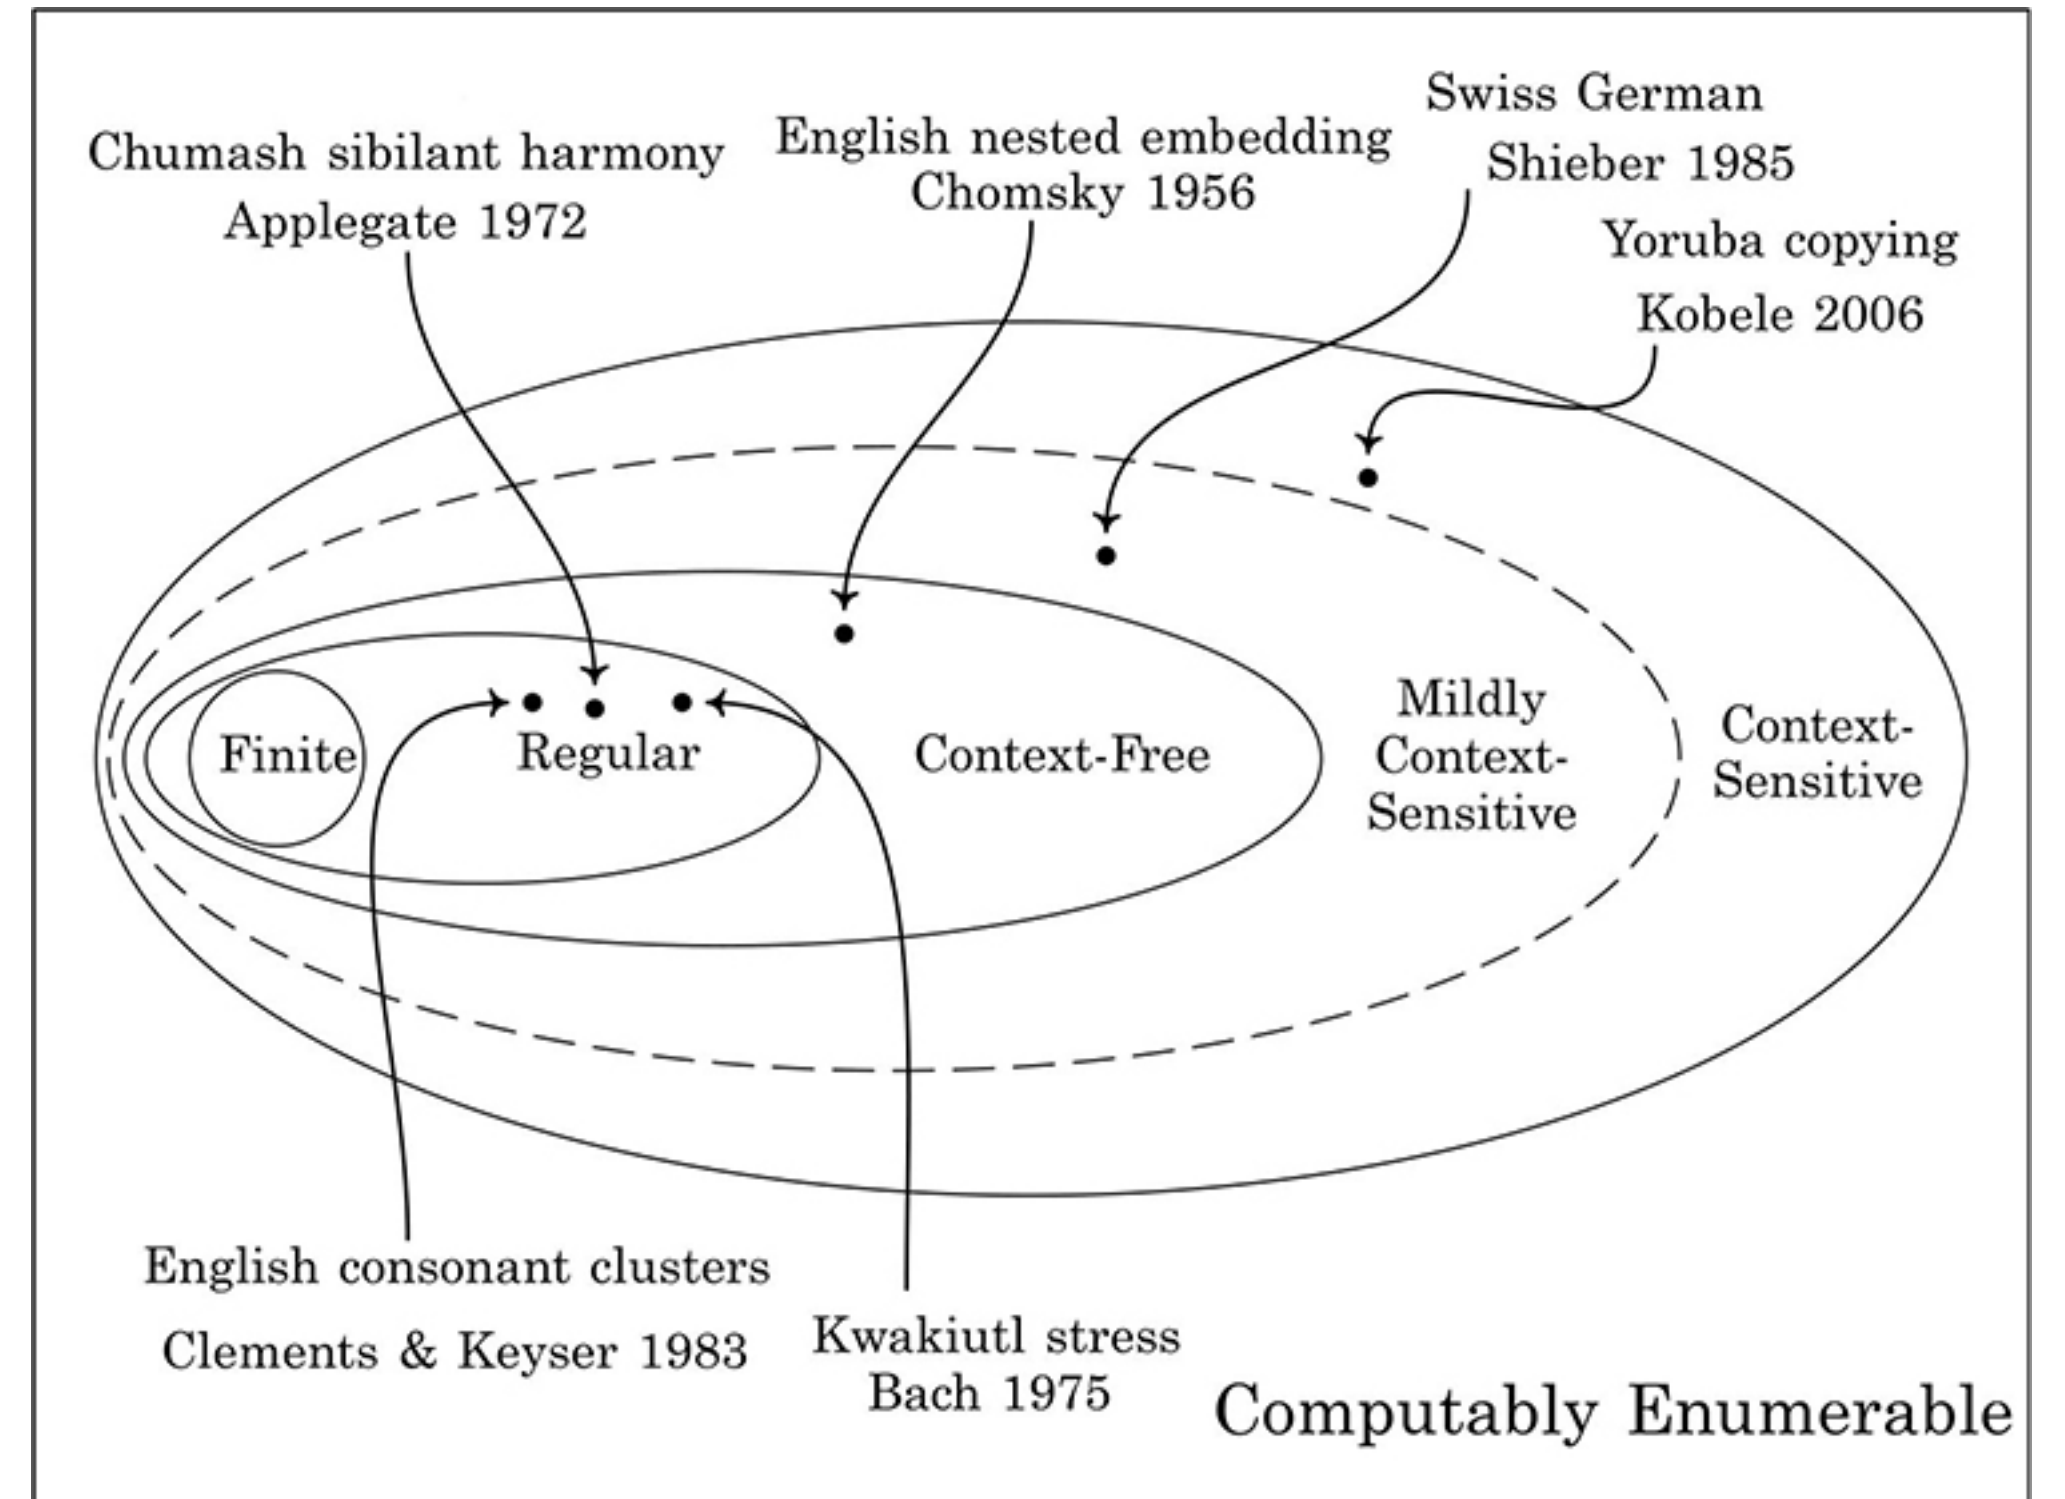 Swiss German
Shieber 1985
English nested embedding
Chomsky 1956
Chumash sibilant harmony
Applegate 1972
Yoruba copying
Kobele 2006
Finite
Regular
Context-Free
Mildly
Context-
Sensitive
Context-
Sensitive
English consonant clusters
Clements & Keyser 1983
Kwakiutl stress
Bach 1975
Computably Enumerable